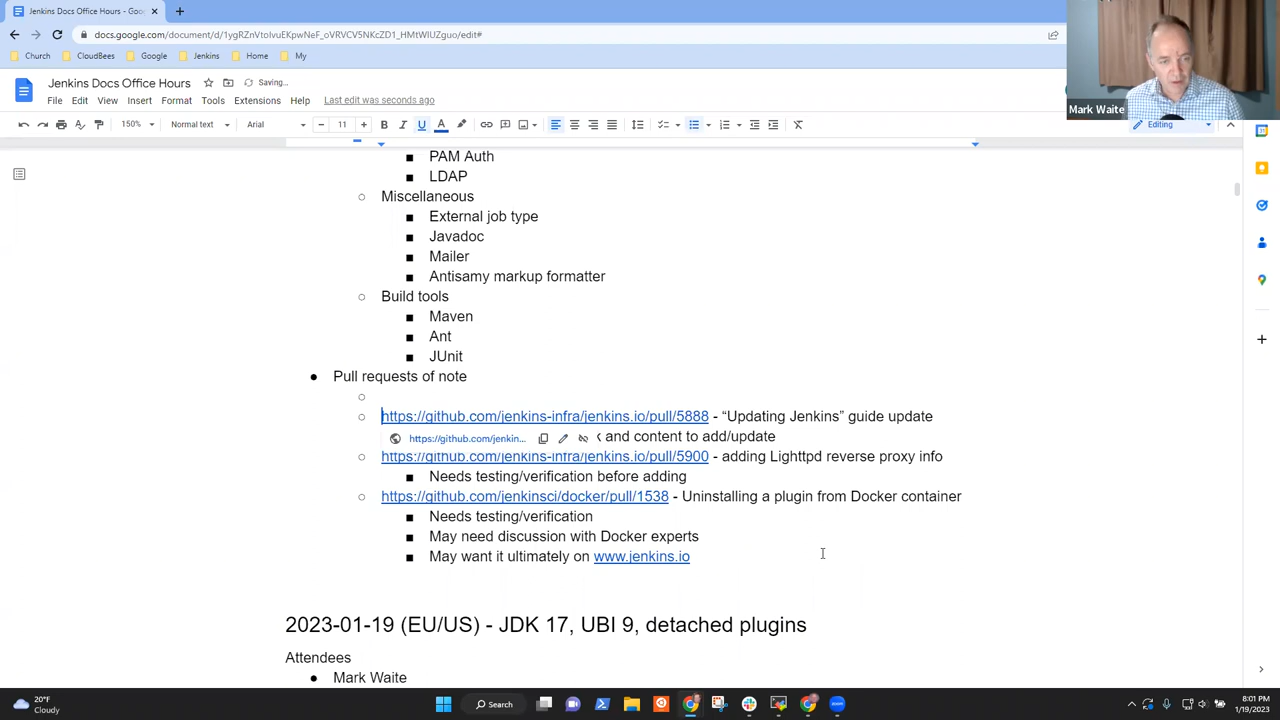 Jenkins Docs Office Hours - Goo
docs.google.com/document/d/1ygRZnVtoIvuEKpwNeF_oVRVCV5NKcZD1_HMtWIUZguo/edit#
Church
CloudBees
Google
Jenkins
Home
My
Mark Waite
Jenkins Docs Office Hours
Saving...
File Edit View Insert Format Tools Extensions Help
Last edit was seconds ago
150%
Normal text
Arial
11
Editing
PAM Auth
LDAP
Miscellaneous
External job type
Javadoc
Mailer
Antisamy markup formatter
Build tools
Maven
Ant
JUnit
Pull requests of note
https://github.com/jenkins-infra/jenkins.io/pull/5888 - “Updating Jenkins” guide update
https://github.com/jenkin...
and content to add/update
https://github.com/jenkins-infra/jenkins.io/pull/5900 - adding Lighttpd reverse proxy info
Needs testing/verification before adding
https://github.com/jenkinsci/docker/pull/1538 - Uninstalling a plugin from Docker container
Needs testing/verification
May need discussion with Docker experts
May want it ultimately on www.jenkins.io
2023-01-19 (EU/US) - JDK 17, UBI 9, detached plugins
Attendees
Mark Waite
20°F
Cloudy
Search
8:01 PM
1/19/2023